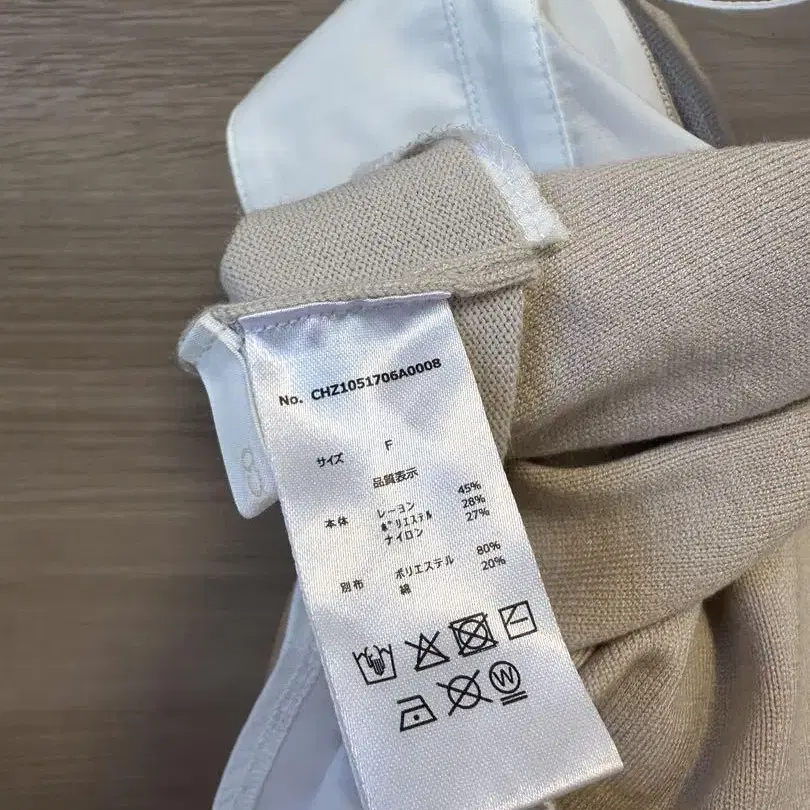 No. CHZ1051706A0008
サイズ F
品質表示
本体 レーヨン 45%
ポリエステル 28%
ナイロン 27%
別布 ポリエステル 80%
綿 20%
W